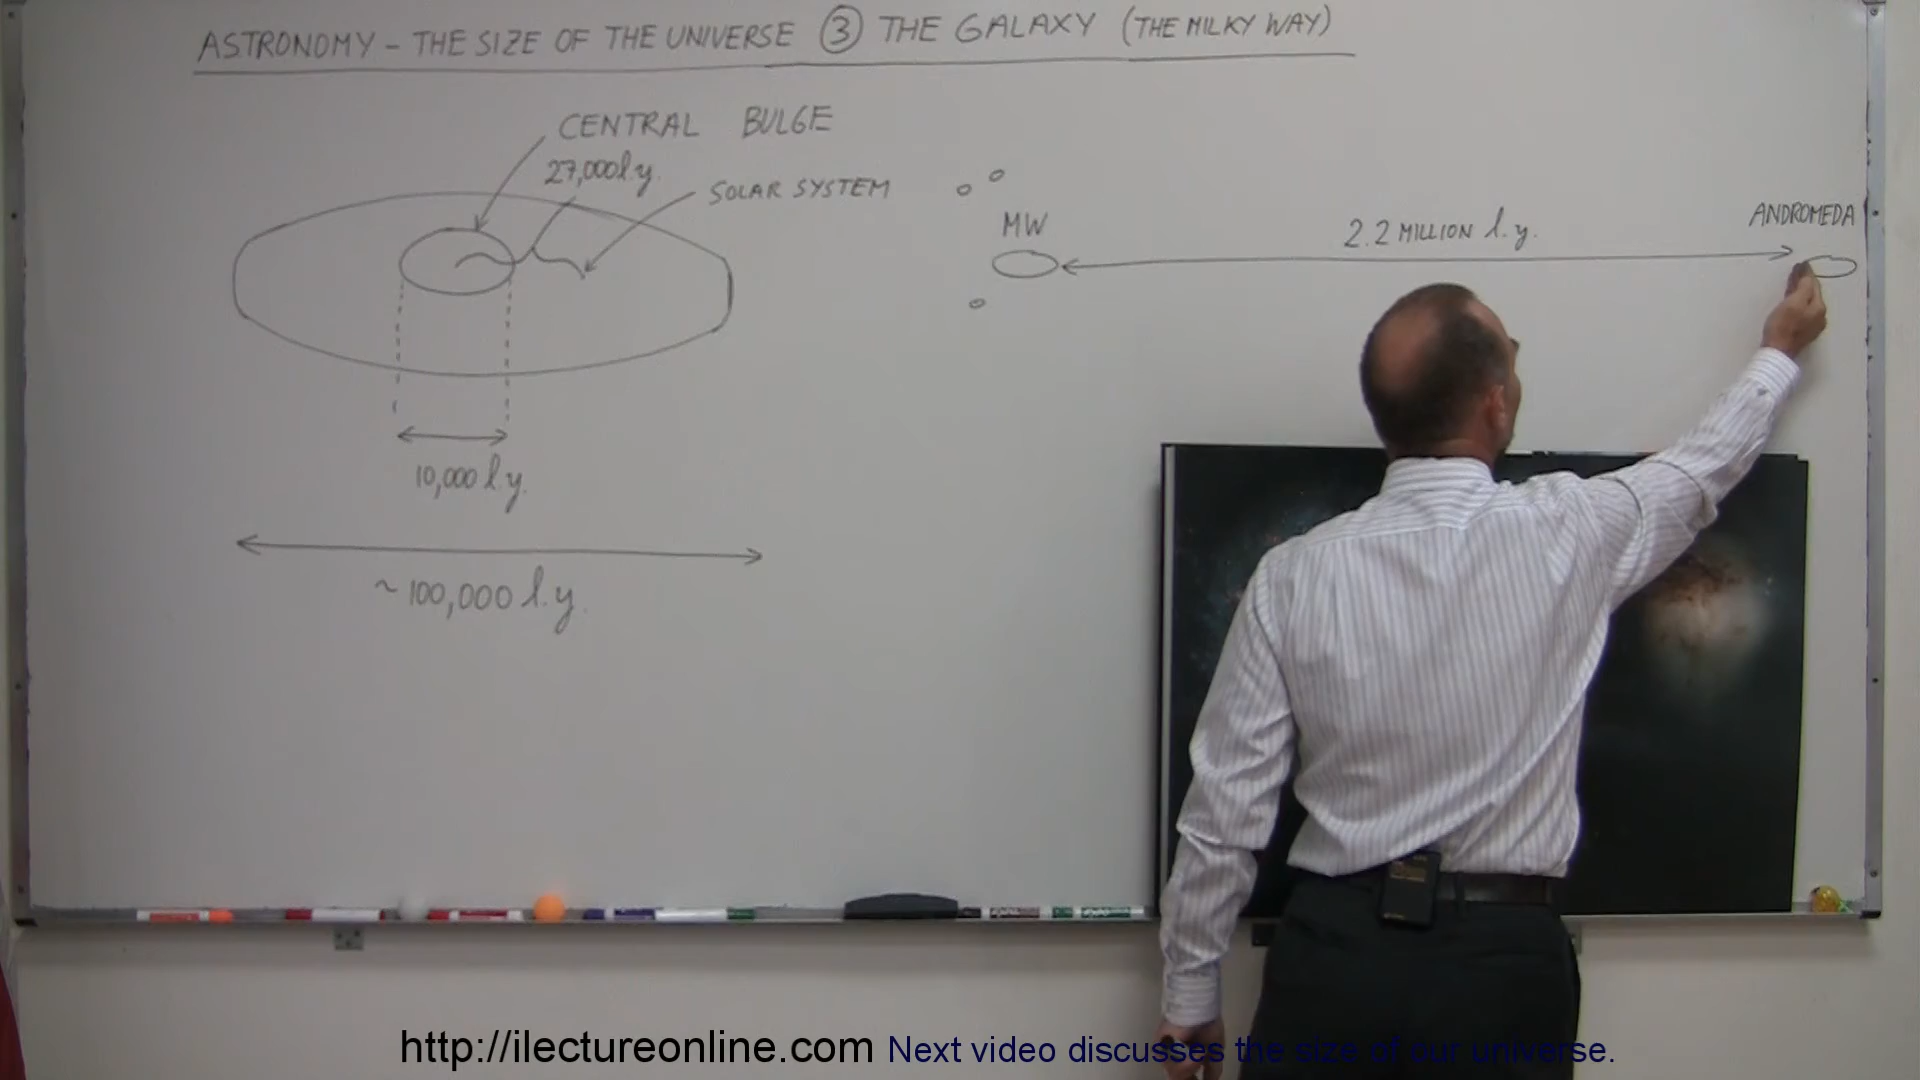 ASTRONOMY - THE SIZE OF THE UNIVERSE ③ THE GALAXY (THE MILKY WAY)
CENTRAL BULGE
27,000 l.y.
SOLAR SYSTEM
10,000 l.y.
~100,000 l.y.
MW
2.2 MILLION l.y.
ANDROMEDA
http://ilectureonline.com Next video discusses the size of our universe.